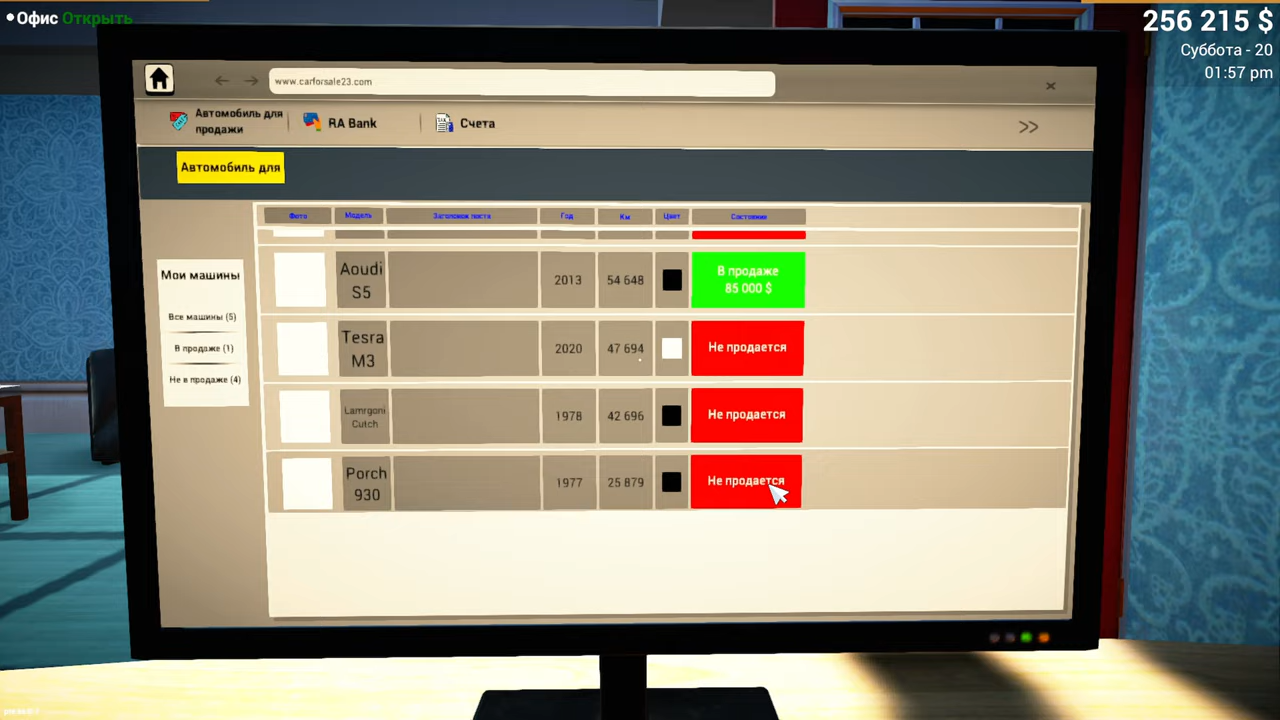 Офис Открыть
256 215 $
Суббота - 20
01:57 pm
www.carforsale23.com
Автомобиль для
продажи
RA Bank
Счета
>>
Автомобиль для
Фото Модель Заголовок поста Год Км Цвет Состояние
Мои машины
Все машины (5)
В продаже (1)
Не в продаже (4)
Aoudi
S5
2013
54 648
В продаже
85 000 $
Tesra
M3
2020
47 694
Не продается
Lamrgoni
Cutch
1978
42 696
Не продается
Porch
930
1977
25 879
Не продается